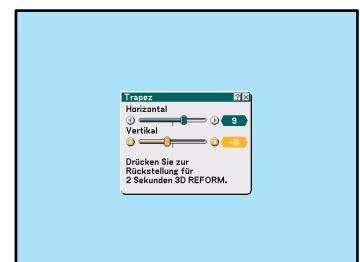 Trapez
Horizontal
9
Vertikal
-6
Drücken Sie zur
Rückstellung für
2 Sekunden 3D REFORM.